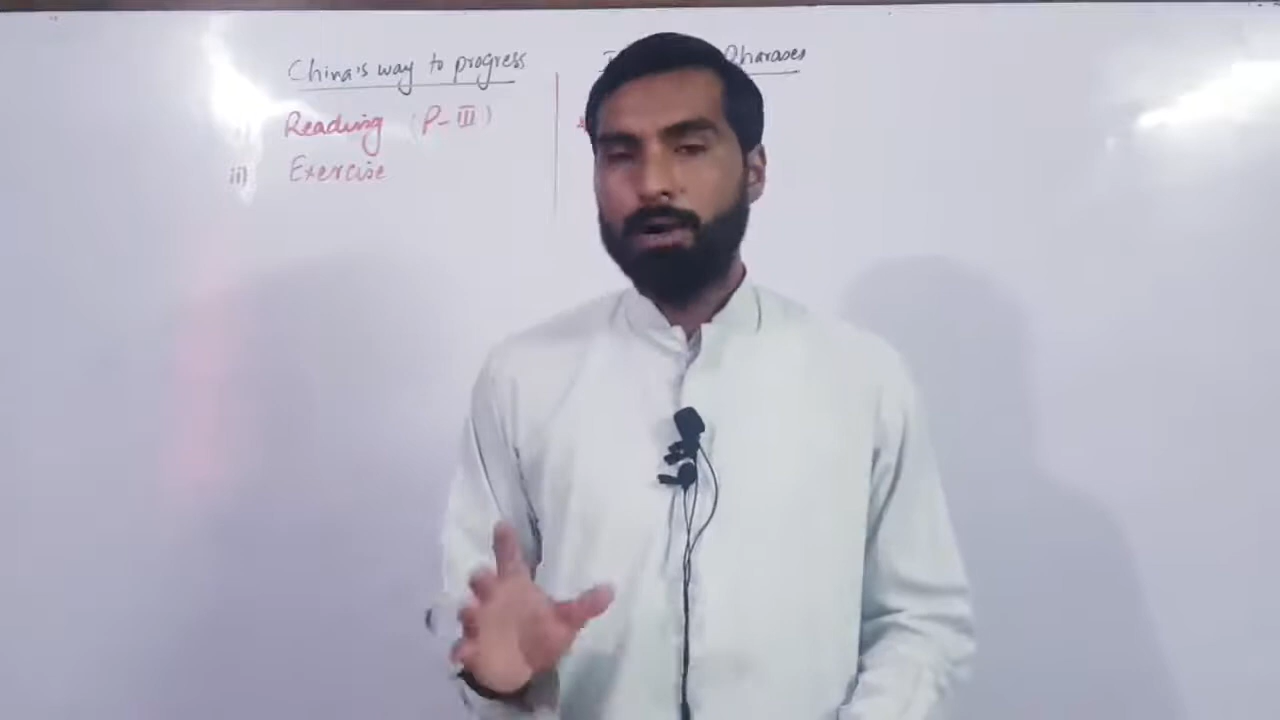 China's way to progress
Phrases
Reading (P-III)
ii) Exercise